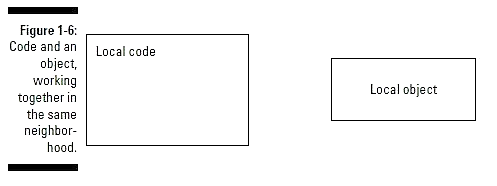 Figure 1-6:
Code and an
object,
working
together in
the same
neighbor-
hood.
Local code
Local object